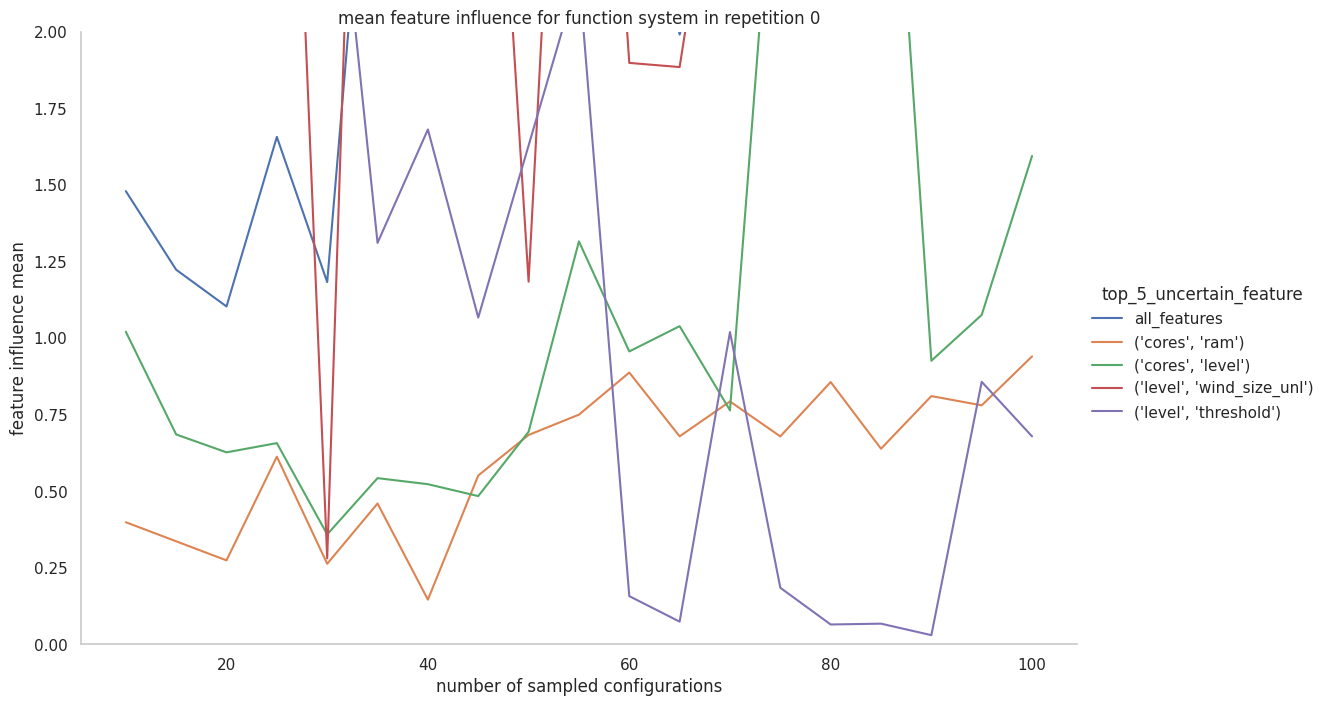 mean feature influence for function system in repetition 0
2.00
1.75
1.50
1.25
1.00
0.75
0.50
0.25
0.00
feature influence mean
20
40
60
80
100
number of sampled configurations
top_5_uncertain_feature
all_features
('cores', 'ram')
('cores', 'level')
('level', 'wind_size_unl')
('level', 'threshold')